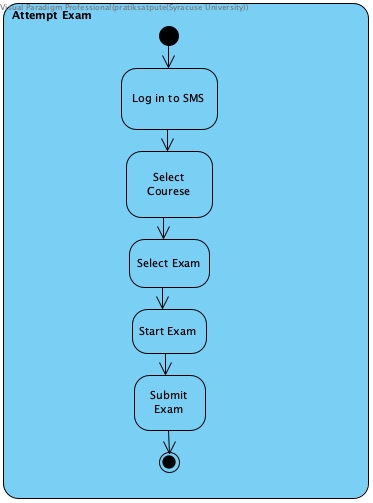 Visual Paradigm Professional(pratiksatpute(Syracuse University))
Attempt Exam
Log in to SMS
Select
Courese
Select Exam
Start Exam
Submit
Exam